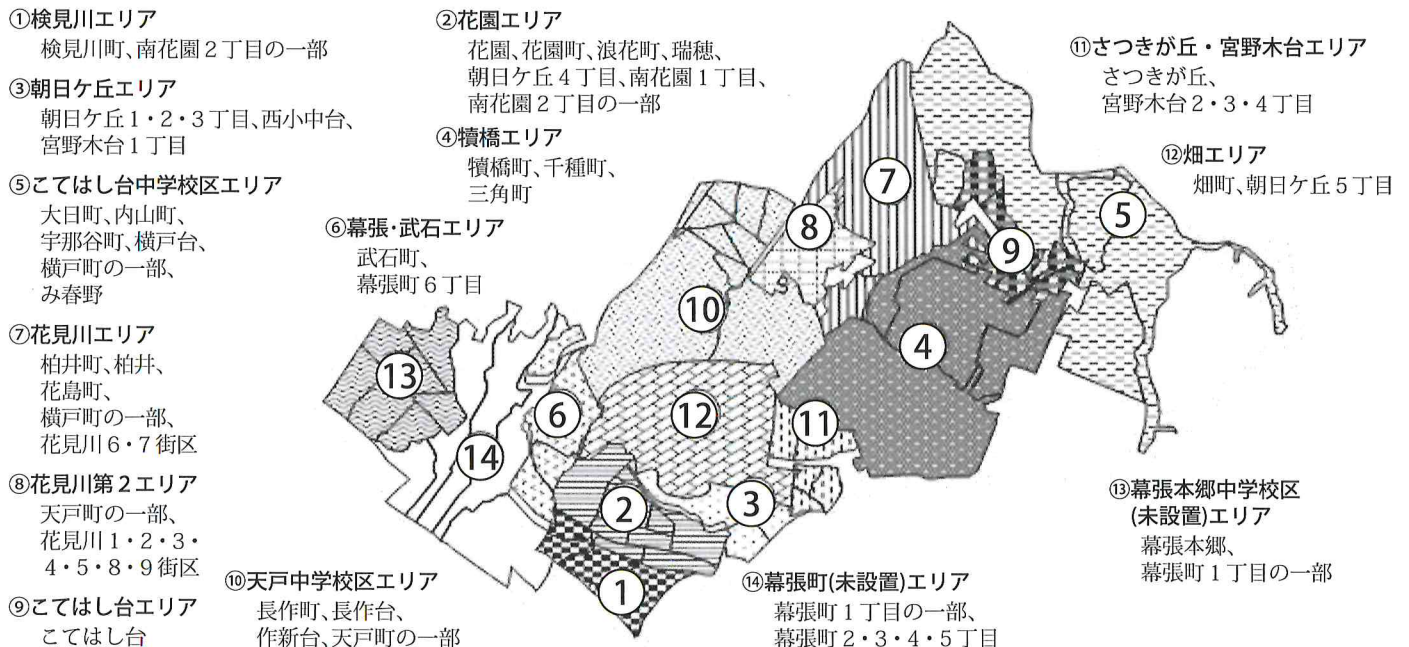 ①検見川エリア
検見川町、南花園2丁目の一部
③朝日ケ丘エリア
朝日ケ丘1・2・3丁目、西小中台、
宮野木台1丁目
⑤こてはし台中学校区エリア
大日町、内山町、
宇那谷町、横戸台、
横戸町の一部、
み春野
⑦花見川エリア
柏井町、柏井、
花島町、
横戸町の一部、
花見川6・7街区
⑧花見川第2エリア
天戸町の一部、
花見川1・2・3・
4・5・8・9街区
⑨こてはし台エリア
こてはし台
②花園エリア
花園、花園町、浪花町、瑞穂、
朝日ケ丘4丁目、南花園1丁目、
南花園2丁目の一部
④犢橋エリア
犢橋町、千種町、
三角町
⑥幕張・武石エリア
武石町、
幕張町6丁目
⑩天戸中学校区エリア
長作町、長作台、
作新台、天戸町の一部
⑪さつきが丘・宮野木台エリア
さつきが丘、
宮野木台2・3・4丁目
⑫畑エリア
畑町、朝日ケ丘5丁目
⑬幕張本郷中学校区
(未設置)エリア
幕張本郷、
幕張町1丁目の一部
⑭幕張町(未設置)エリア
幕張町1丁目の一部、
幕張町2・3・4・5丁目
7
8
5
9
10
4
13
6
12
11
14
2
3
1